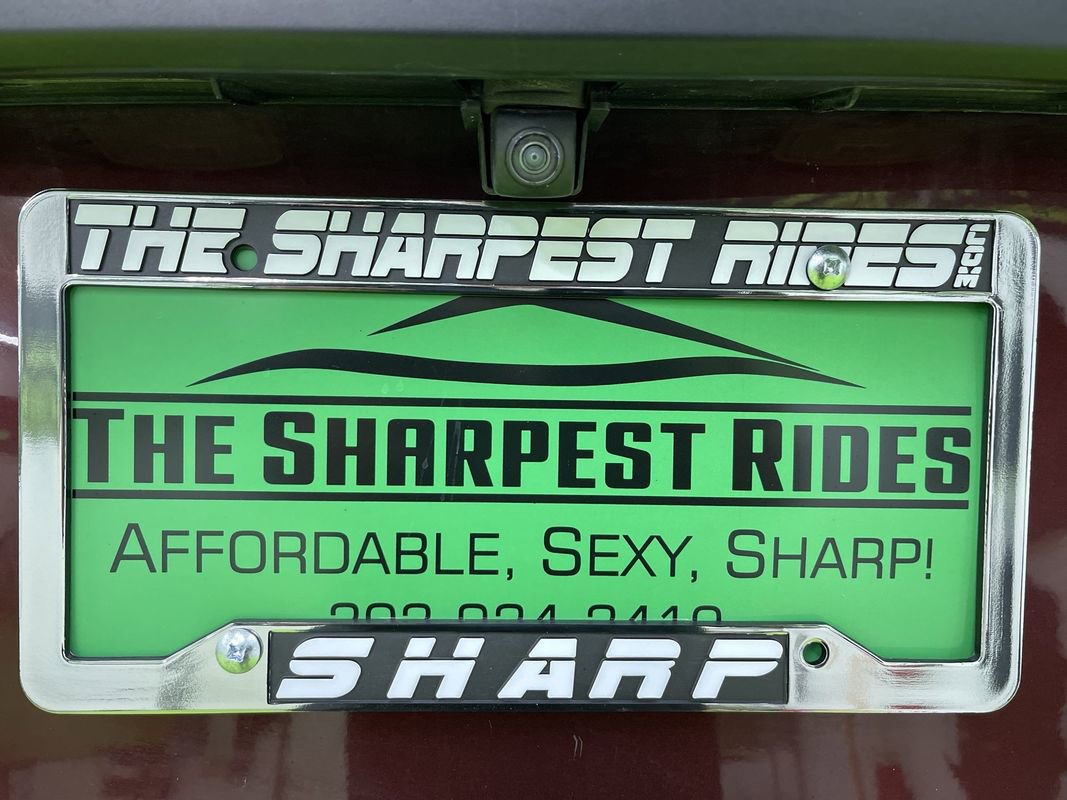 THE SHARPEST RIDES.COM
THE SHARPEST RIDES
AFFORDABLE, SEXY, SHARP!
SHARP